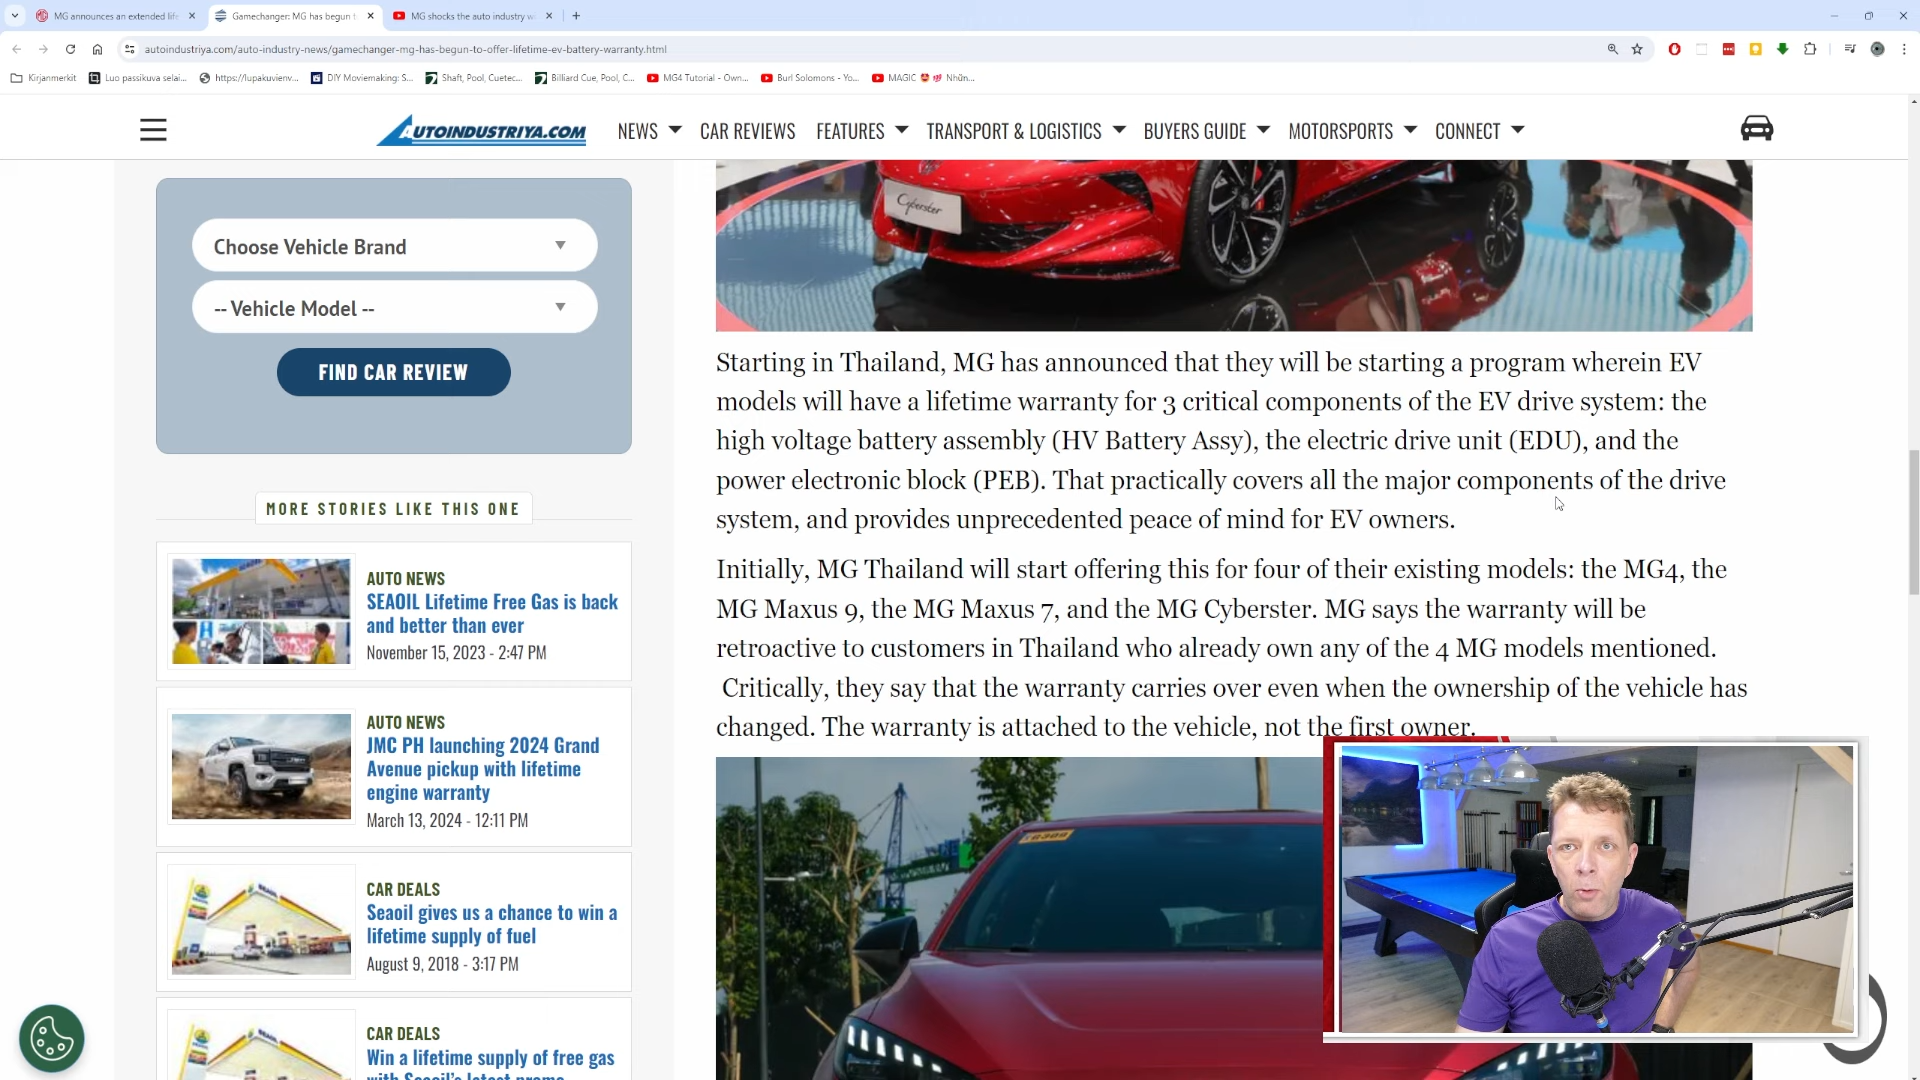 MG announces an extended life
Gamechanger: MG has begun t
MG shocks the auto industry w
autoindustriya.com/auto-industry-news/gamechanger-mg-has-begun-to-offer-lifetime-ev-battery-warranty.html
Kirjanmerkit
Luo passikuva selai...
https://lupakuvienv...
DIY Moviemaking: S...
Shaft, Pool, Cuetec...
Billiard Cue, Pool, C...
MG4 Tutorial - Own...
Burl Solomons - Yo...
MAGIC 🤩 💞 Nhữn...
AUTOINDUSTRIYA.COM
NEWS
CAR REVIEWS
FEATURES
TRANSPORT & LOGISTICS
BUYERS GUIDE
MOTORSPORTS
CONNECT
Choose Vehicle Brand
-- Vehicle Model --
FIND CAR REVIEW
MORE STORIES LIKE THIS ONE
AUTO NEWS
SEAOIL Lifetime Free Gas is back
and better than ever
November 15, 2023 - 2:47 PM
AUTO NEWS
JMC PH launching 2024 Grand
Avenue pickup with lifetime
engine warranty
March 13, 2024 - 12:11 PM
CAR DEALS
Seaoil gives us a chance to win a
lifetime supply of fuel
August 9, 2018 - 3:17 PM
CAR DEALS
Win a lifetime supply of free gas
with Seaoil's latest promo
Cyberster
Starting in Thailand, MG has announced that they will be starting a program wherein EV
models will have a lifetime warranty for 3 critical components of the EV drive system: the
high voltage battery assembly (HV Battery Assy), the electric drive unit (EDU), and the
power electronic block (PEB). That practically covers all the major components of the drive
system, and provides unprecedented peace of mind for EV owners.
Initially, MG Thailand will start offering this for four of their existing models: the MG4, the
MG Maxus 9, the MG Maxus 7, and the MG Cyberster. MG says the warranty will be
retroactive to customers in Thailand who already own any of the 4 MG models mentioned.
Critically, they say that the warranty carries over even when the ownership of the vehicle has
changed. The warranty is attached to the vehicle, not the first owner.